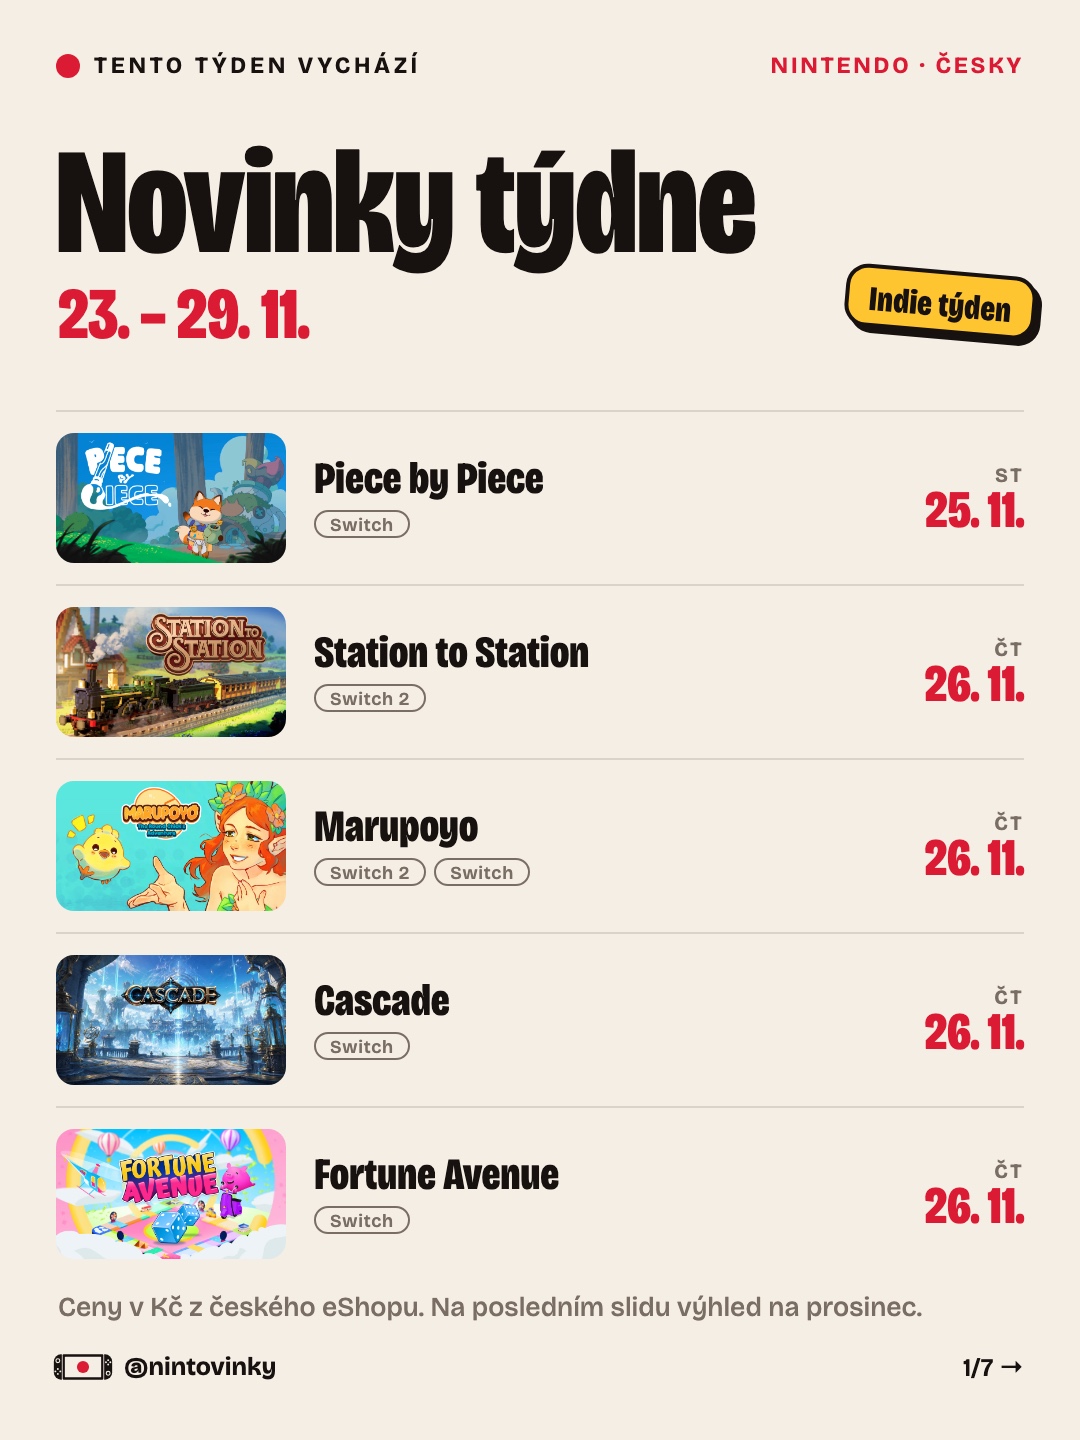 TENTO TÝDEN VYCHÁZÍ
NINTENDO · ČESKY
Novinky týdne
23. – 29. 11.
Indie týden
PIECE
BY
PIECE
Piece by Piece
Switch
ST
25. 11.
STATION TO
STATION
Station to Station
Switch 2
ČT
26. 11.
MARUPOYO
Marupoyo
Switch 2
Switch
ČT
26. 11.
CASCADE
Cascade
Switch
ČT
26. 11.
FORTUNE
AVENUE
Fortune Avenue
Switch
ČT
26. 11.
Ceny v Kč z českého eShopu. Na posledním slidu výhled na prosinec.
@nintovinky
1/7 →